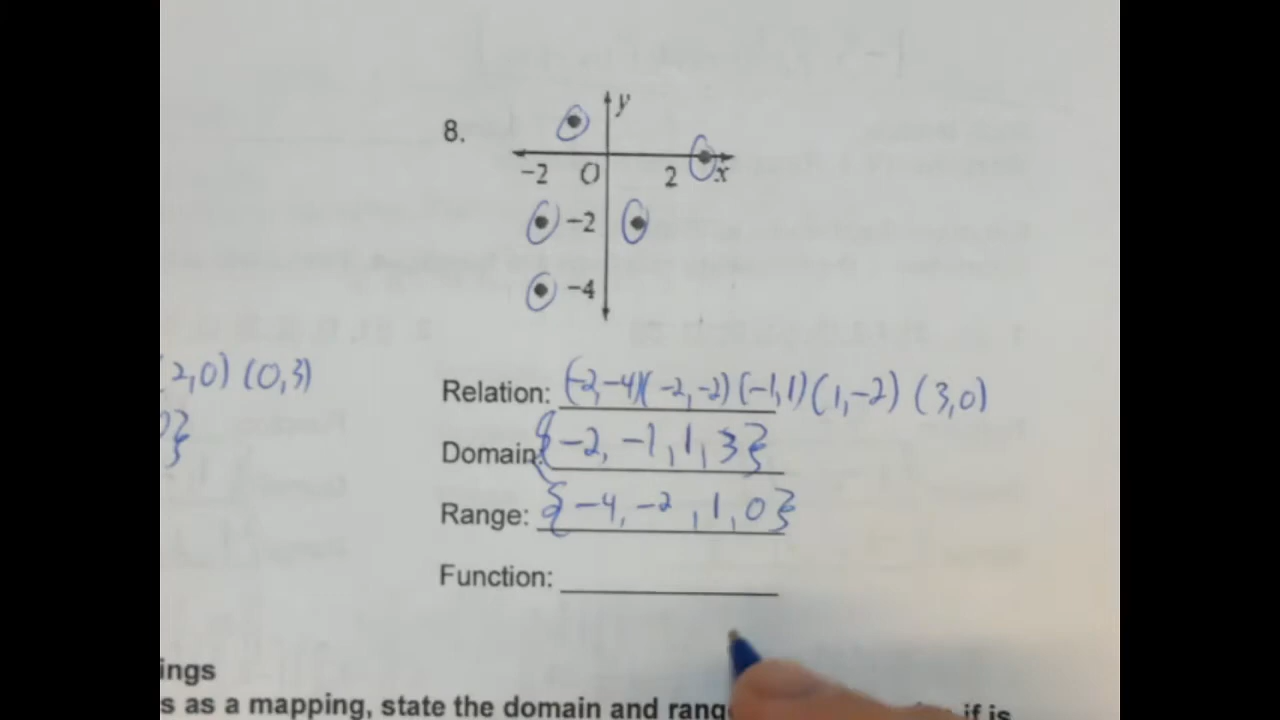 8.
y
-2 O 2 x
-2
-4
2,0) (0,3)
Relation: (-2,-4)(-2,-2)(-1,1)(1,-2) (3,0)
Domain: {-2, -1, 1, 3}
Range: {-4, -2, 1, 0}
Function:
ings
s as a mapping, state the domain and if is